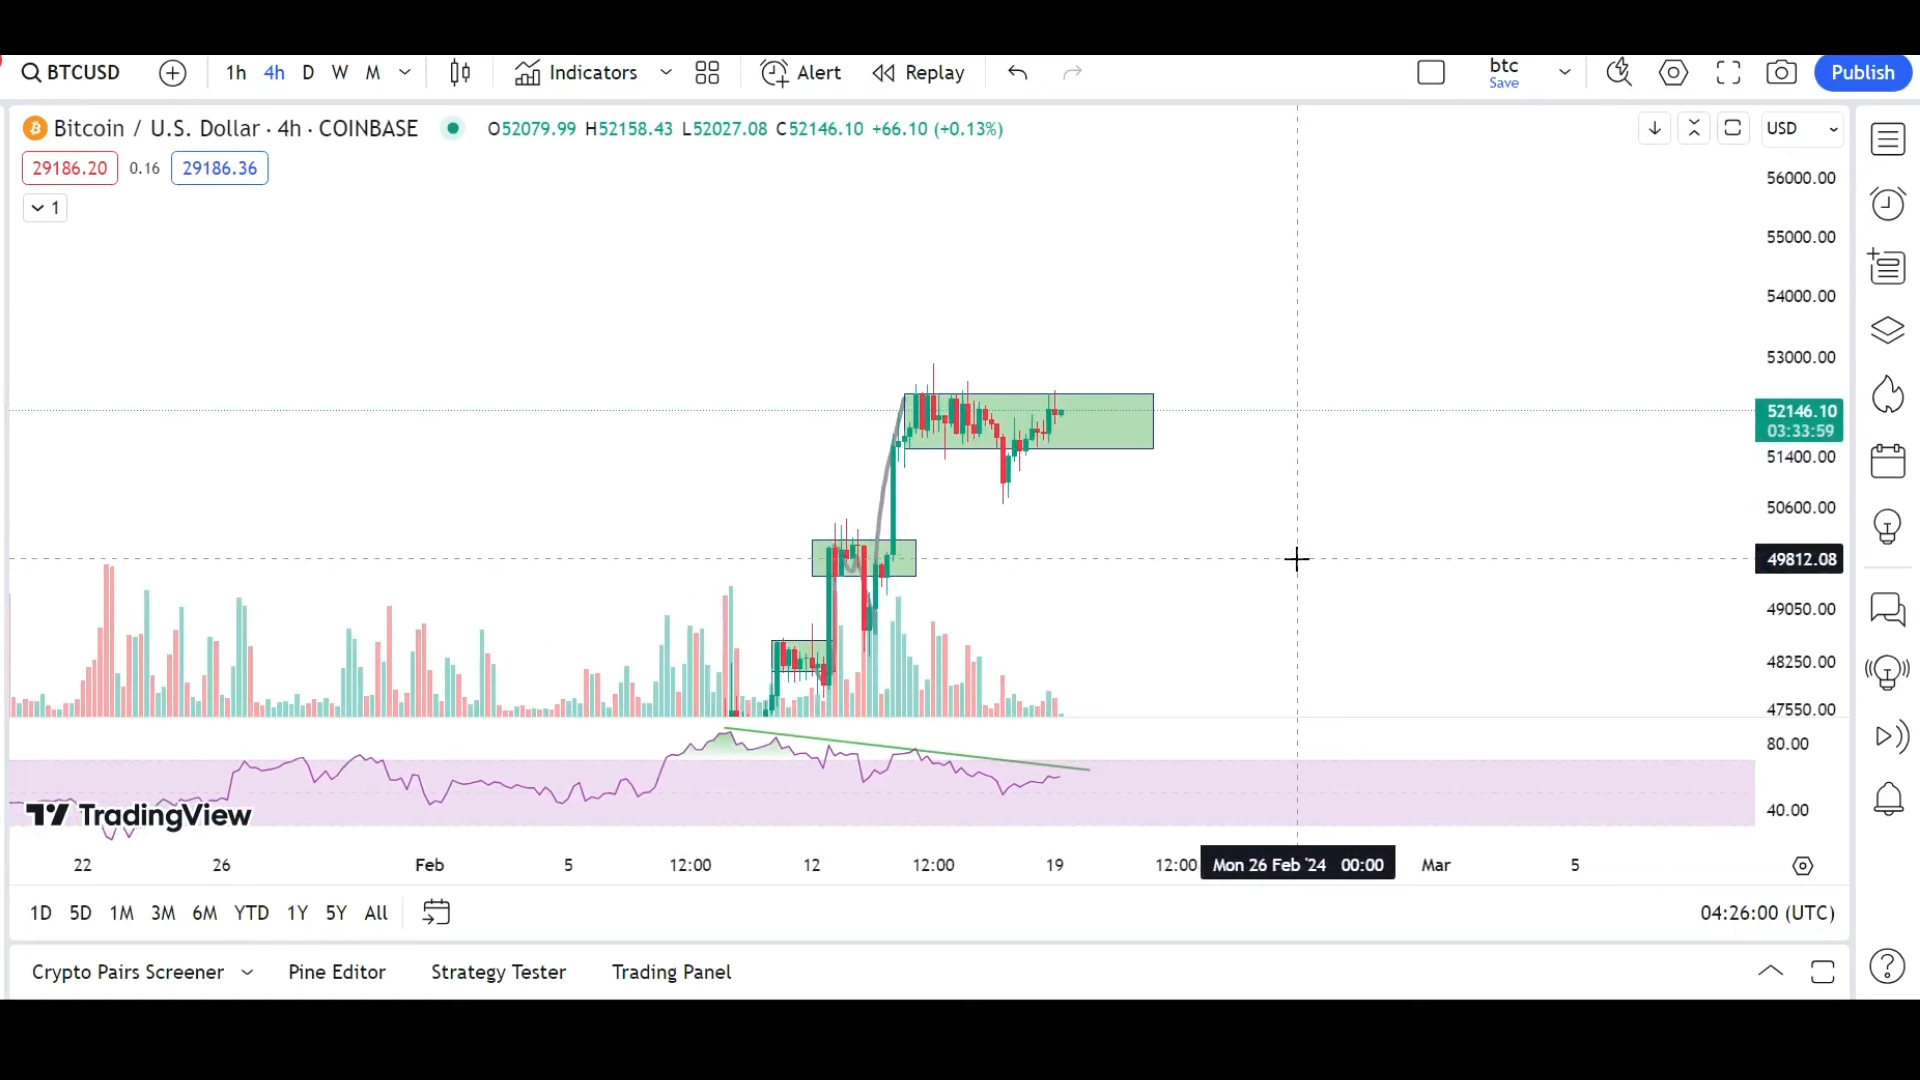 BTCUSD 1h 4h D W M Indicators Alert Replay btc Save Publish
Bitcoin / U.S. Dollar · 4h · COINBASE O52079.99 H52158.43 L52027.08 C52146.10 +66.10 (+0.13%) USD
29186.20 0.16 29186.36
1
56000.00
55000.00
54000.00
53000.00
52146.10
03:33:59
51400.00
50600.00
49812.08
49050.00
48250.00
47550.00
80.00
40.00
TradingView
22 26 Feb 5 12:00 12 12:00 19 12:00 Mon 26 Feb '24 00:00 Mar 5
1D 5D 1M 3M 6M YTD 1Y 5Y All 04:26:00 (UTC)
Crypto Pairs Screener Pine Editor Strategy Tester Trading Panel